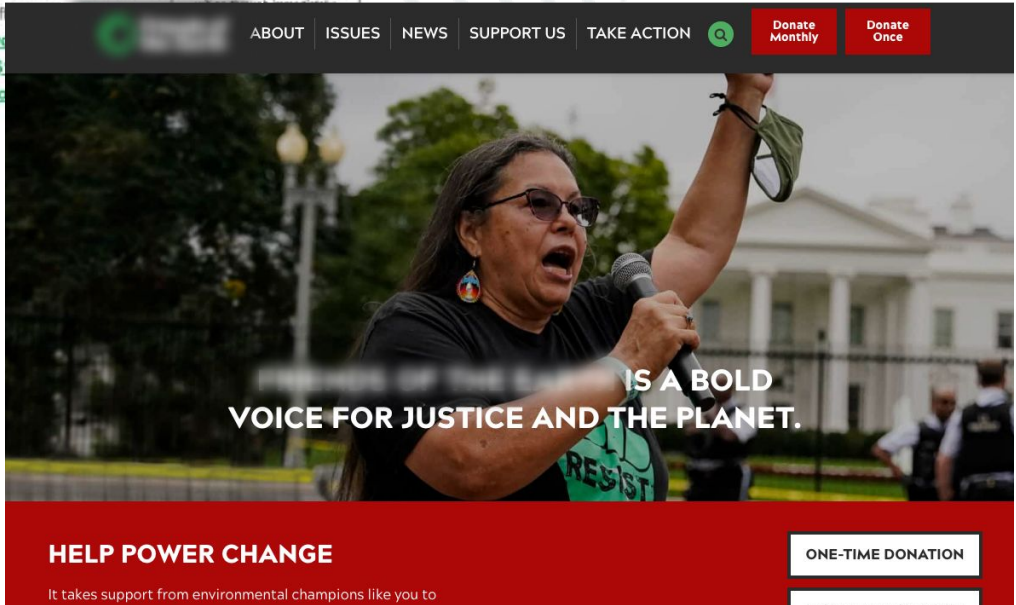 ABOUT ISSUES NEWS SUPPORT US TAKE ACTION
Donate
Monthly
Donate
Once
IS A BOLD
VOICE FOR JUSTICE AND THE PLANET.
RESIST
HELP POWER CHANGE
ONE-TIME DONATION
It takes support from environmental champions like you to